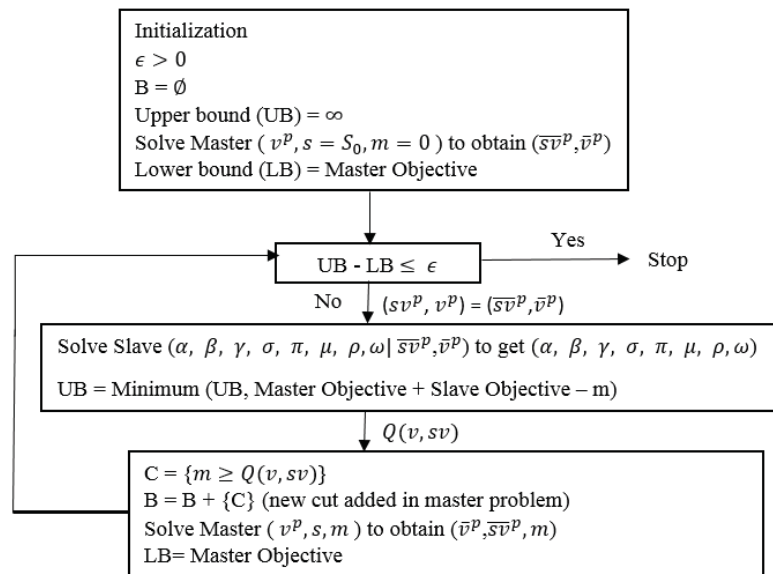 Initialization
ϵ > 0
B = ∅
Upper bound (UB) = ∞
Solve Master ( v^p, s = S_0, m = 0 ) to obtain (s̅v̅^p,v̄^p)
Lower bound (LB) = Master Objective
UB - LB ≤ ϵ
Yes
Stop
No
(sv^p, v^p) = (s̅v̅^p,v̄^p)
Solve Slave (α, β, γ, σ, π, μ, ρ, ω| s̅v̅^p,v̄^p) to get (α, β, γ, σ, π, μ, ρ, ω)
UB = Minimum (UB, Master Objective + Slave Objective – m)
Q(v, sv)
C = {m ≥ Q(v, sv)}
B = B + {C} (new cut added in master problem)
Solve Master ( v^p, s, m ) to obtain (v̄^p,s̅v̅^p, m)
LB= Master Objective